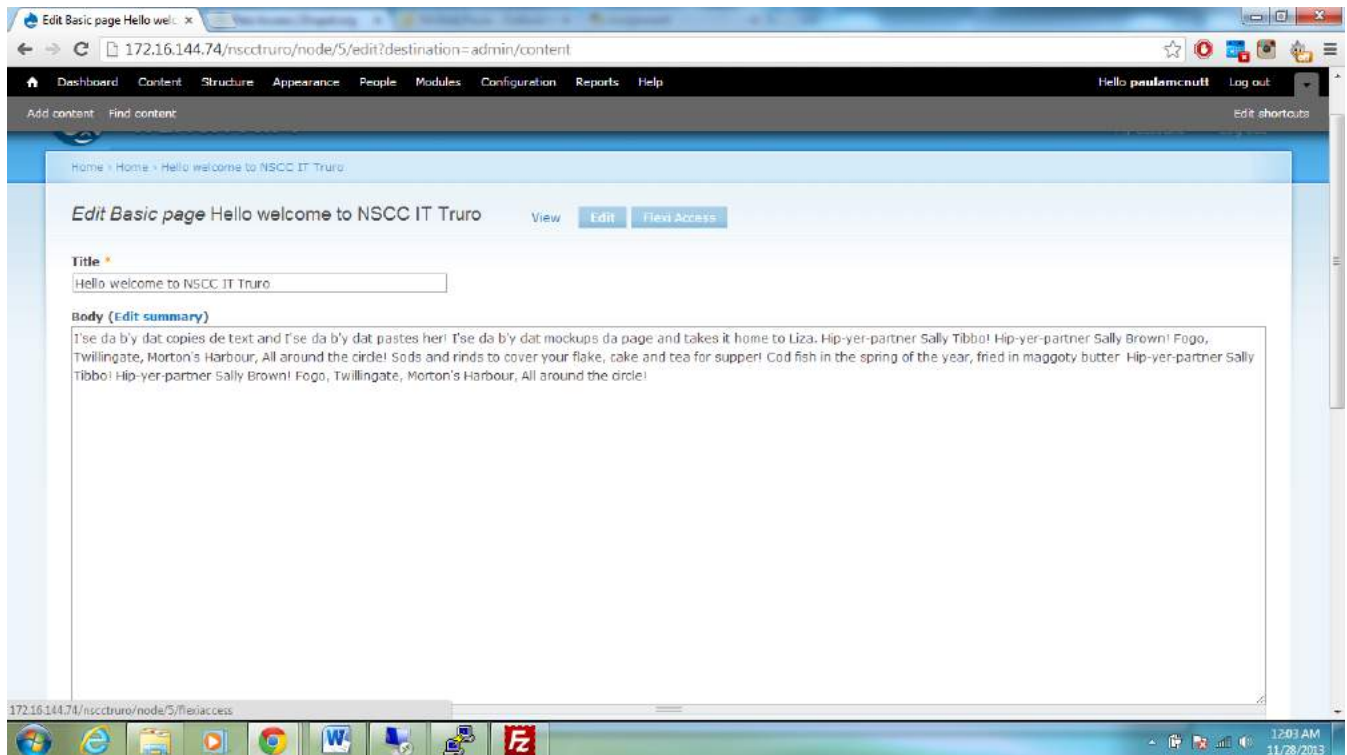 Edit Basic page Hello welc
172.16.144.74/nscctruro/node/5/edit?destination=admin/content
Dashboard Content Structure Appearance People Modules Configuration Reports Help Hello paulamcnutt Log out
Add content Find content Edit shortcuts
Home › Home › Hello welcome to NSCC IT Truro
Edit Basic page Hello welcome to NSCC IT Truro View Edit Flexi Access
Title *
Hello welcome to NSCC IT Truro
Body (Edit summary)
I'se da b'y dat copies de text and I'se da b'y dat pastes her! I'se da b'y dat mockups da page and takes it home to Liza. Hip-yer-partner Sally Tibbo! Hip-yer-partner Sally Brown! Fogo,
Twillingate, Morton's Harbour, All around the circle! Sods and rinds to cover your flake, cake and tea for supper! Cod fish in the spring of the year, fried in maggoty butter Hip-yer-partner Sally
Tibbo! Hip-yer-partner Sally Brown! Fogo, Twillingate, Morton's Harbour, All around the circle!
172.16.144.74/nscctruro/node/5/flexiaccess
12:03 AM
11/28/2013